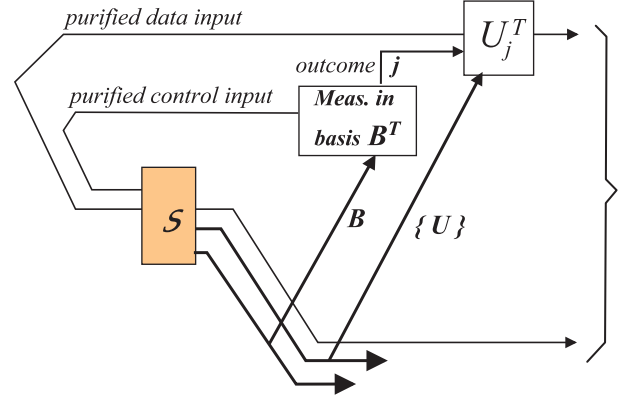 purified data input
U_j^T
outcome j
purified control input
Meas. in
basis B^T
S
B
{ U }